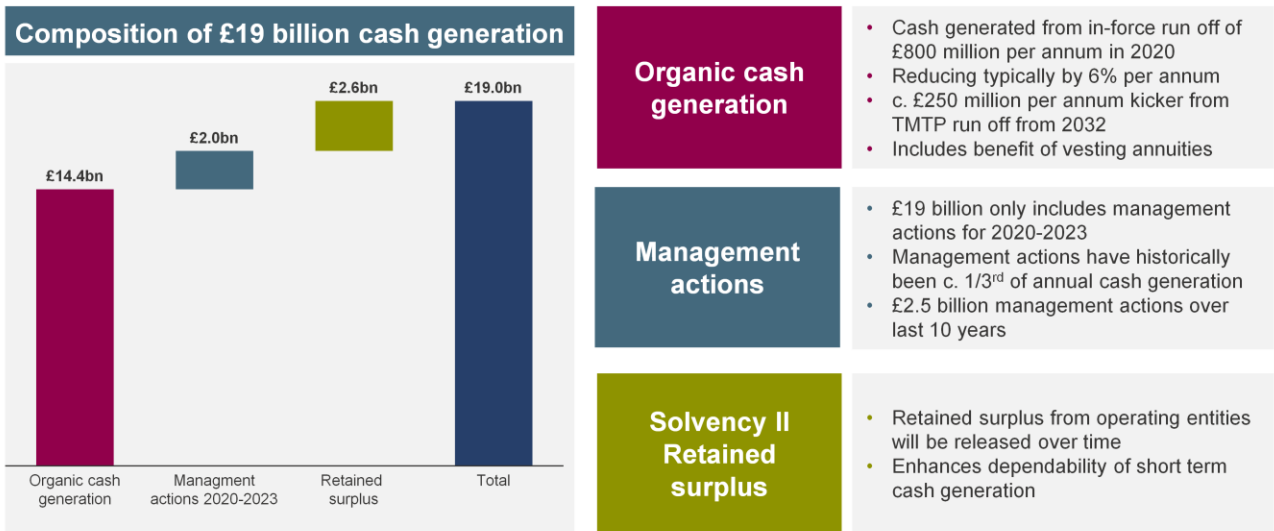 Composition of £19 billion cash generation
£2.6bn
£19.0bn
£2.0bn
£14.4bn
Organic cash
generation
Managment
actions 2020-2023
Retained
surplus
Total
Organic cash
generation
• Cash generated from in-force run off of
£800 million per annum in 2020
• Reducing typically by 6% per annum
• c. £250 million per annum kicker from
TMTP run off from 2032
• Includes benefit of vesting annuities
Management
actions
• £19 billion only includes management
actions for 2020-2023
• Management actions have historically
been c. 1/3rd of annual cash generation
• £2.5 billion management actions over
last 10 years
Solvency II
Retained
surplus
• Retained surplus from operating entities
will be released over time
• Enhances dependability of short term
cash generation